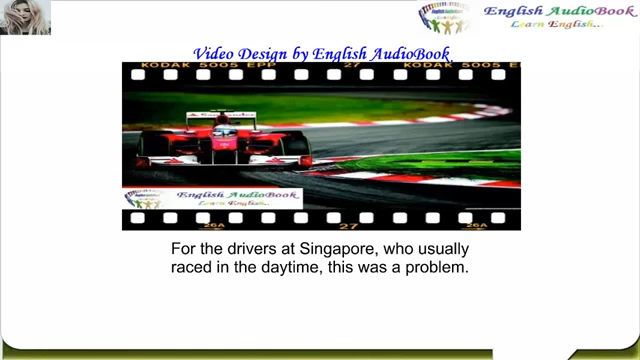 English AudioBook
Learn English...
Video Design by English AudioBook
KODAK 5005 EPP
27
KODAK 5005 E
Santander
English AudioBook
Learn English...
26A
27
26A
For the drivers at Singapore, who usually
raced in the daytime, this was a problem.